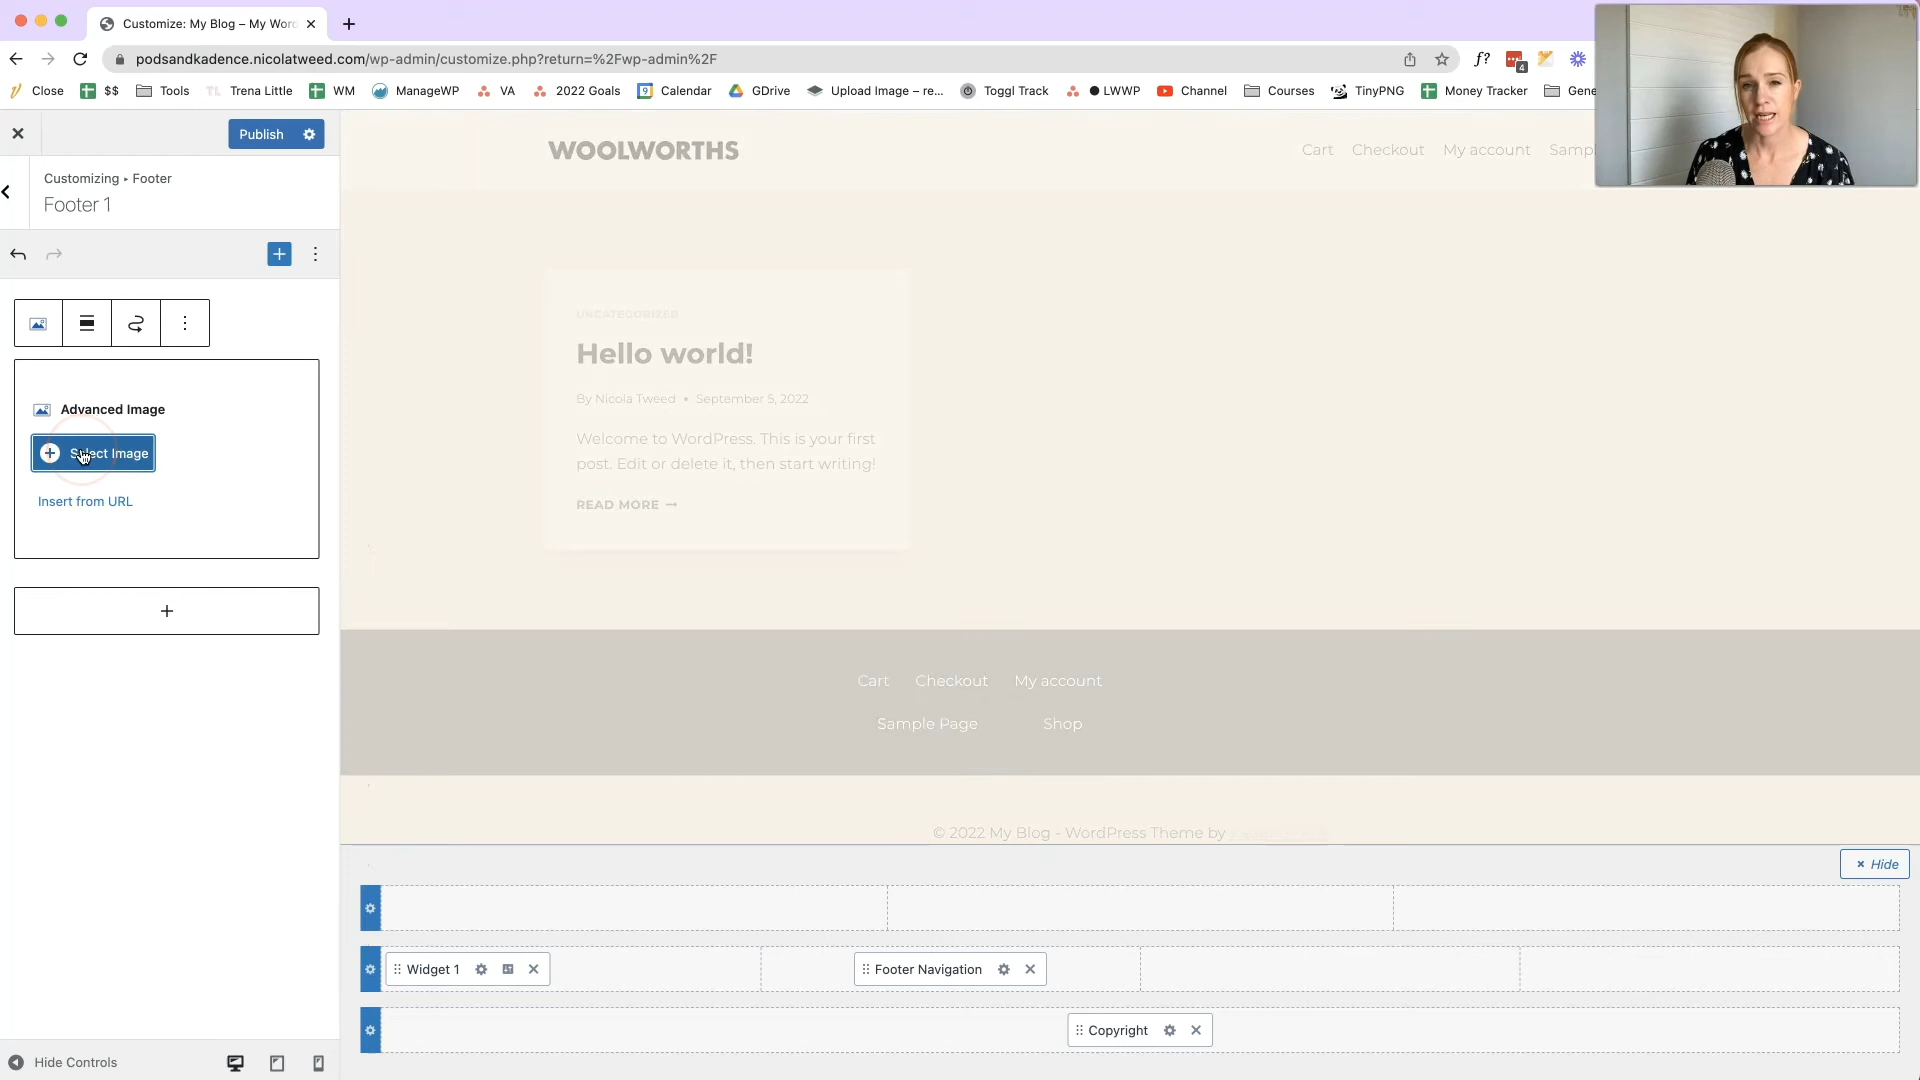 Customize: My Blog – My Word
podsandkadence.nicolatweed.com/wp-admin/customize.php?return=%2Fwp-admin%2F
f?
4
Close
$$
Tools
TL Trena Little
WM
ManageWP
VA
2022 Goals
9 Calendar
GDrive
Upload Image – re...
Toggl Track
LWWP
Channel
Courses
TinyPNG
Money Tracker
Gene
Publish
Customizing ▸ Footer
Footer 1
Advanced Image
Select Image
Insert from URL
Hide Controls
WOOLWORTHS
Cart Checkout My account Samp
UNCATEGORIZED
Hello world!
By Nicola Tweed • September 5, 2022
Welcome to WordPress. This is your first
post. Edit or delete it, then start writing!
READ MORE →
Cart Checkout My account
Sample Page Shop
© 2022 My Blog - WordPress Theme by
× Hide
Widget 1
Footer Navigation
Copyright